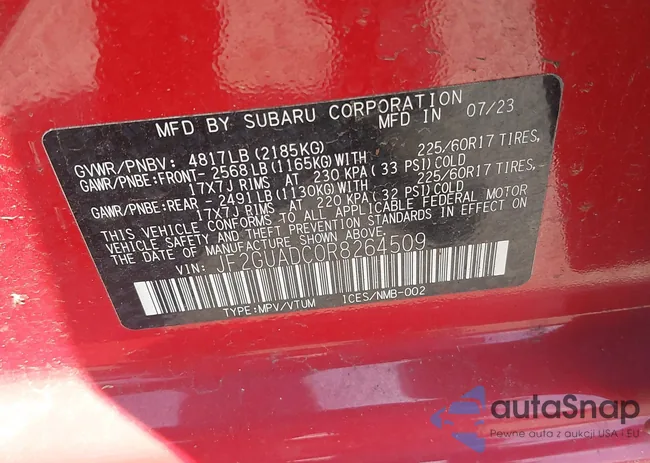 MFD BY SUBARU CORPORATION
MFD IN 07/23
GVWR/PNBV: 4817LB(2185KG)
GAWR/PNBE:FRONT- 2568LB(1165KG)WITH 225/60R17 TIRES,
17X7J RIMS AT 230 KPA(33 PSI)COLD
GAWR/PNBE:REAR - 2491LB(1130KG)WITH 225/60R17 TIRES,
17X7J RIMS AT 220 KPA(32 PSI)COLD
THIS VEHICLE CONFORMS TO ALL APPLICABLE FEDERAL MOTOR
VEHICLE SAFETY AND THEFT PREVENTION STANDARDS IN EFFECT ON
THE DATE OF MANUFACTURE SHOWN ABOVE.
VIN: JF2GUADC0R8264509
TYPE:MPV/VTUM ICES/NMB-002
autaSnap
Pewne auta z aukcji USA i EU